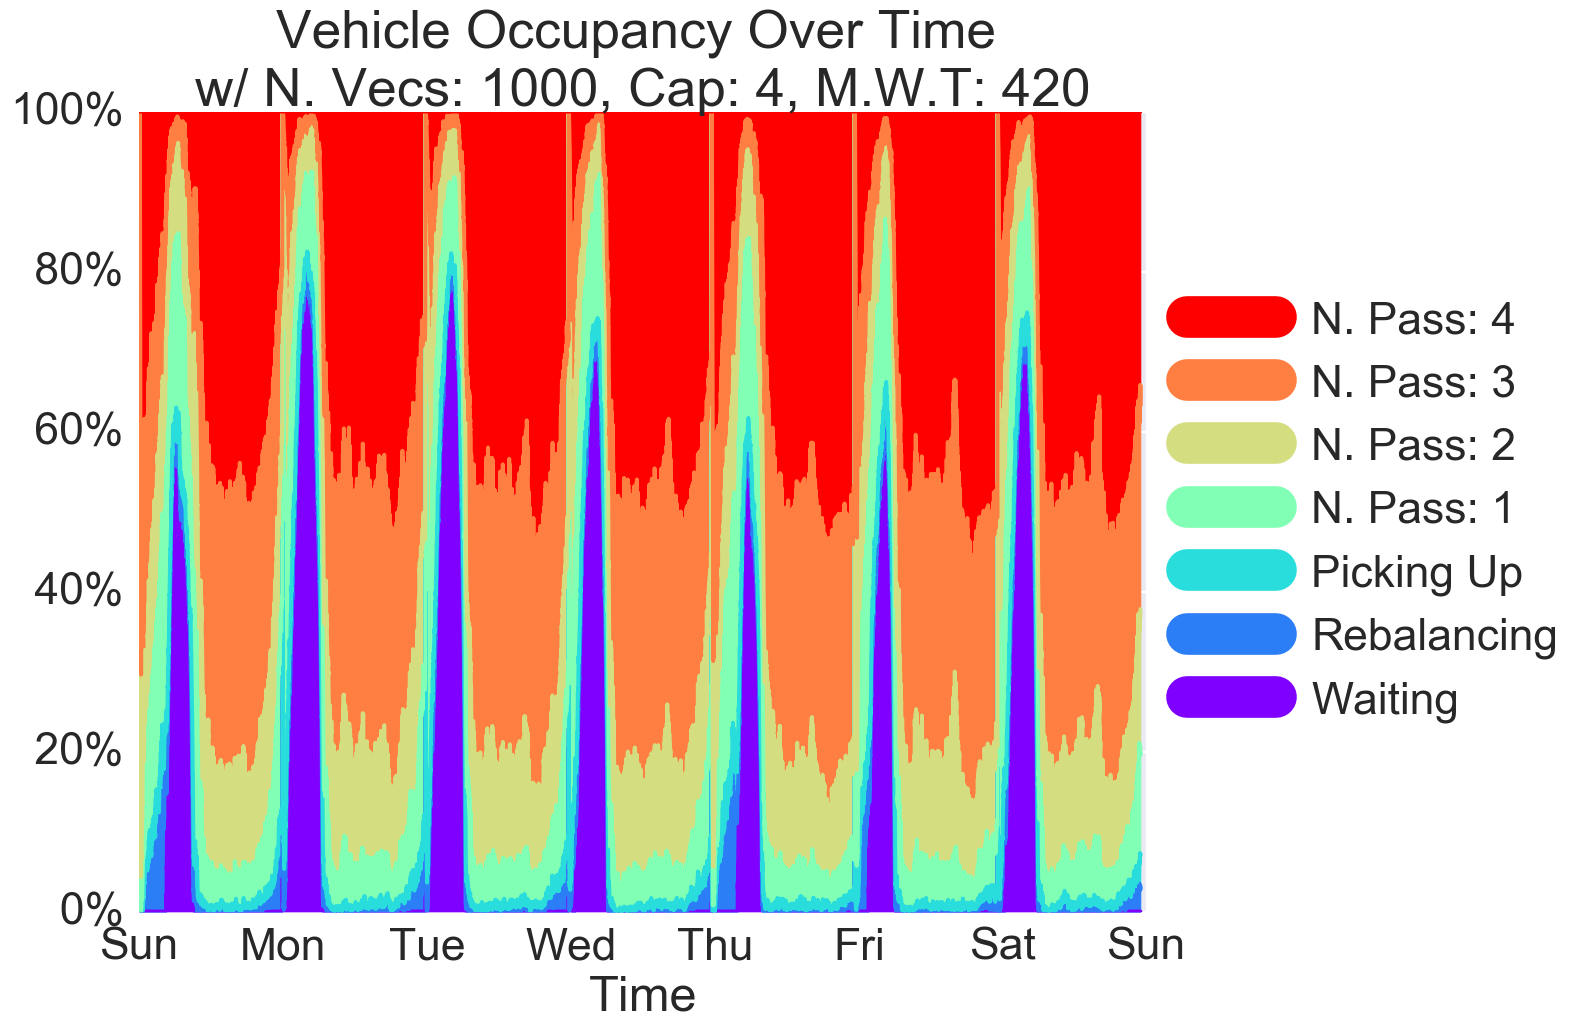 Vehicle Occupancy Over Time
w/ N. Vecs: 1000, Cap: 4, M.W.T: 420
100%
80%
60%
40%
20%
0%
Sun Mon Tue Wed Thu Fri Sat Sun
Time
N. Pass: 4
N. Pass: 3
N. Pass: 2
N. Pass: 1
Picking Up
Rebalancing
Waiting